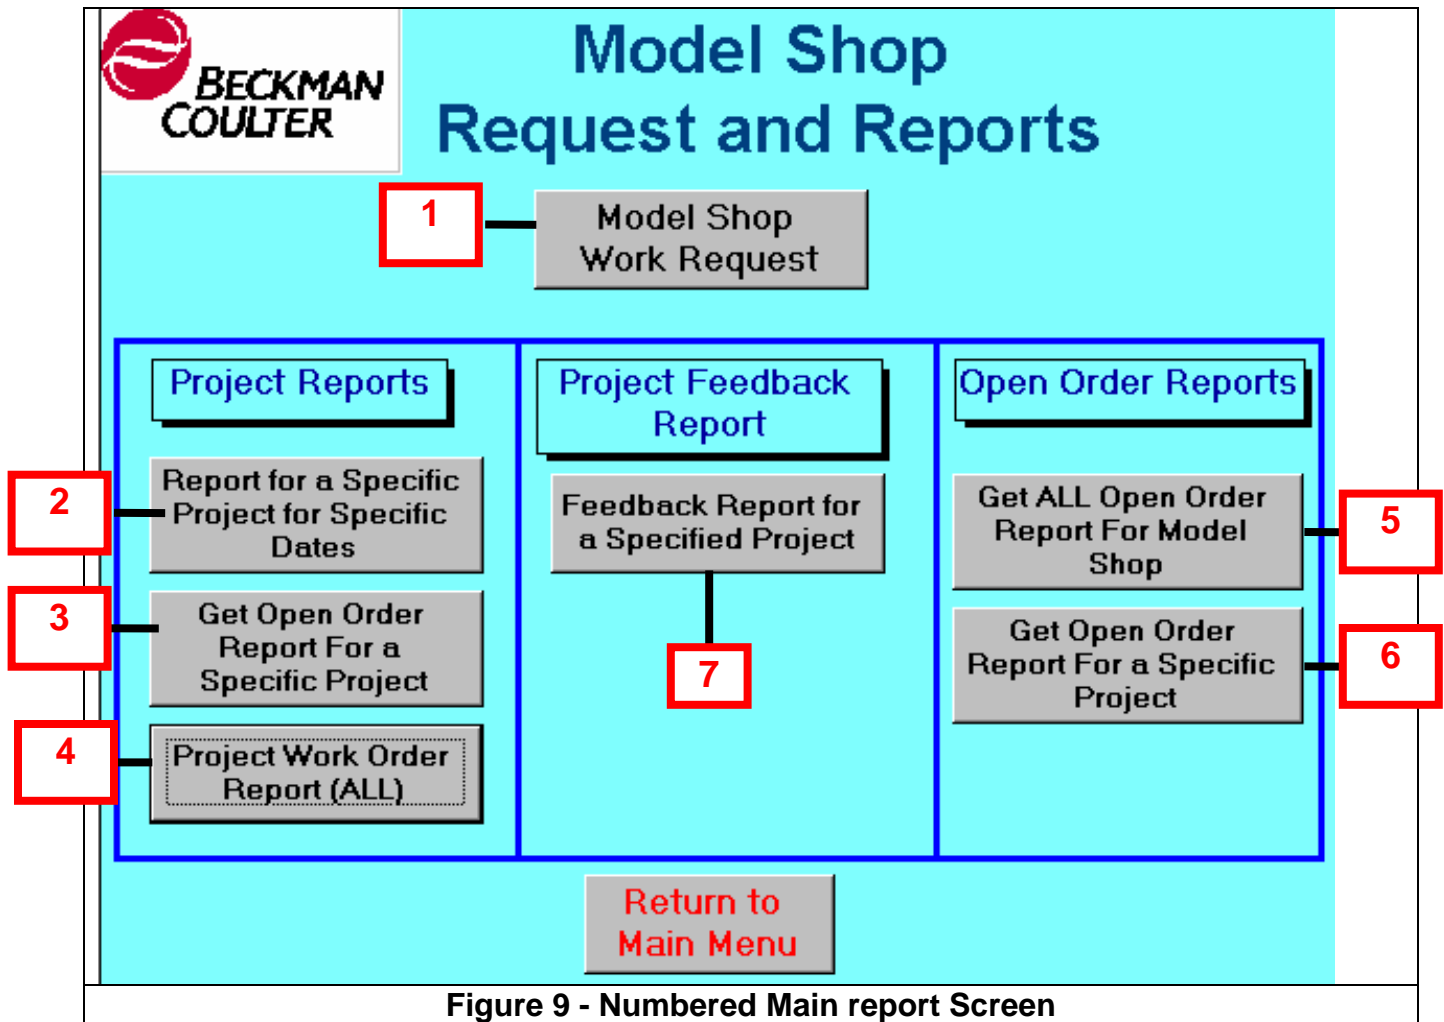 BECKMAN
COULTER
Model Shop
Request and Reports
1
Model Shop
Work Request
Project Reports
Project Feedback
Report
Open Order Reports
2
Report for a Specific
Project for Specific
Dates
Feedback Report for
a Specified Project
Get ALL Open Order
Report For Model
Shop
5
3
Get Open Order
Report For a
Specific Project
7
Get Open Order
Report For a Specific
Project
6
4
Project Work Order
Report (ALL)
Return to
Main Menu
Figure 9 - Numbered Main report Screen